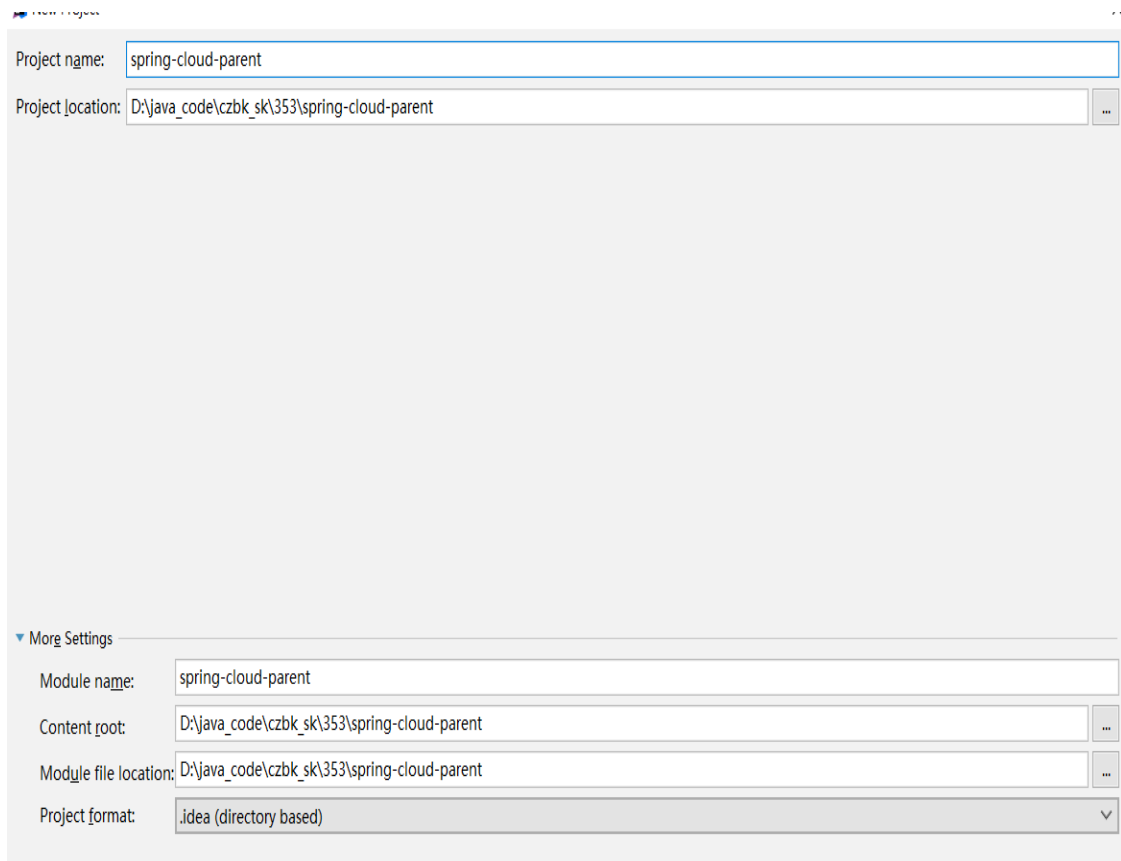 New Project
Project name: spring-cloud-parent
Project location: D:\java_code\czbk_sk\353\spring-cloud-parent ...
More Settings
Module name: spring-cloud-parent
Content root: D:\java_code\czbk_sk\353\spring-cloud-parent ...
Module file location: D:\java_code\czbk_sk\353\spring-cloud-parent ...
Project format: .idea (directory based)